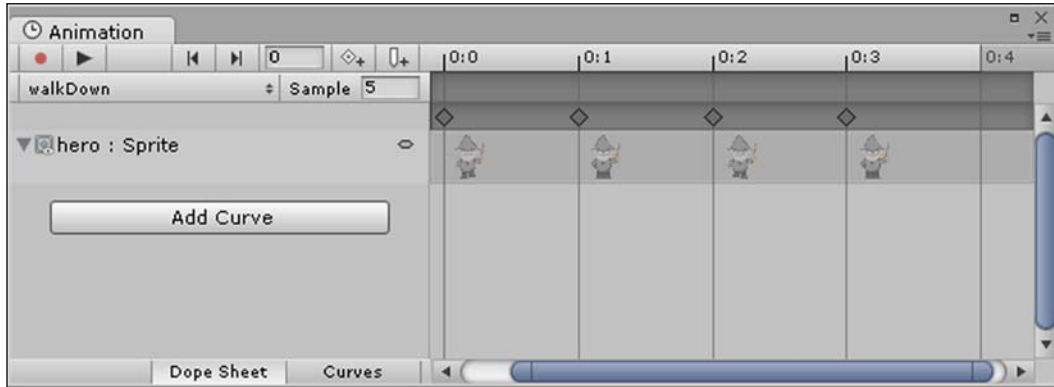 Animation
0 0:0 0:1 0:2 0:3 0:4
walkDown Sample 5
hero : Sprite
Add Curve
Dope Sheet Curves